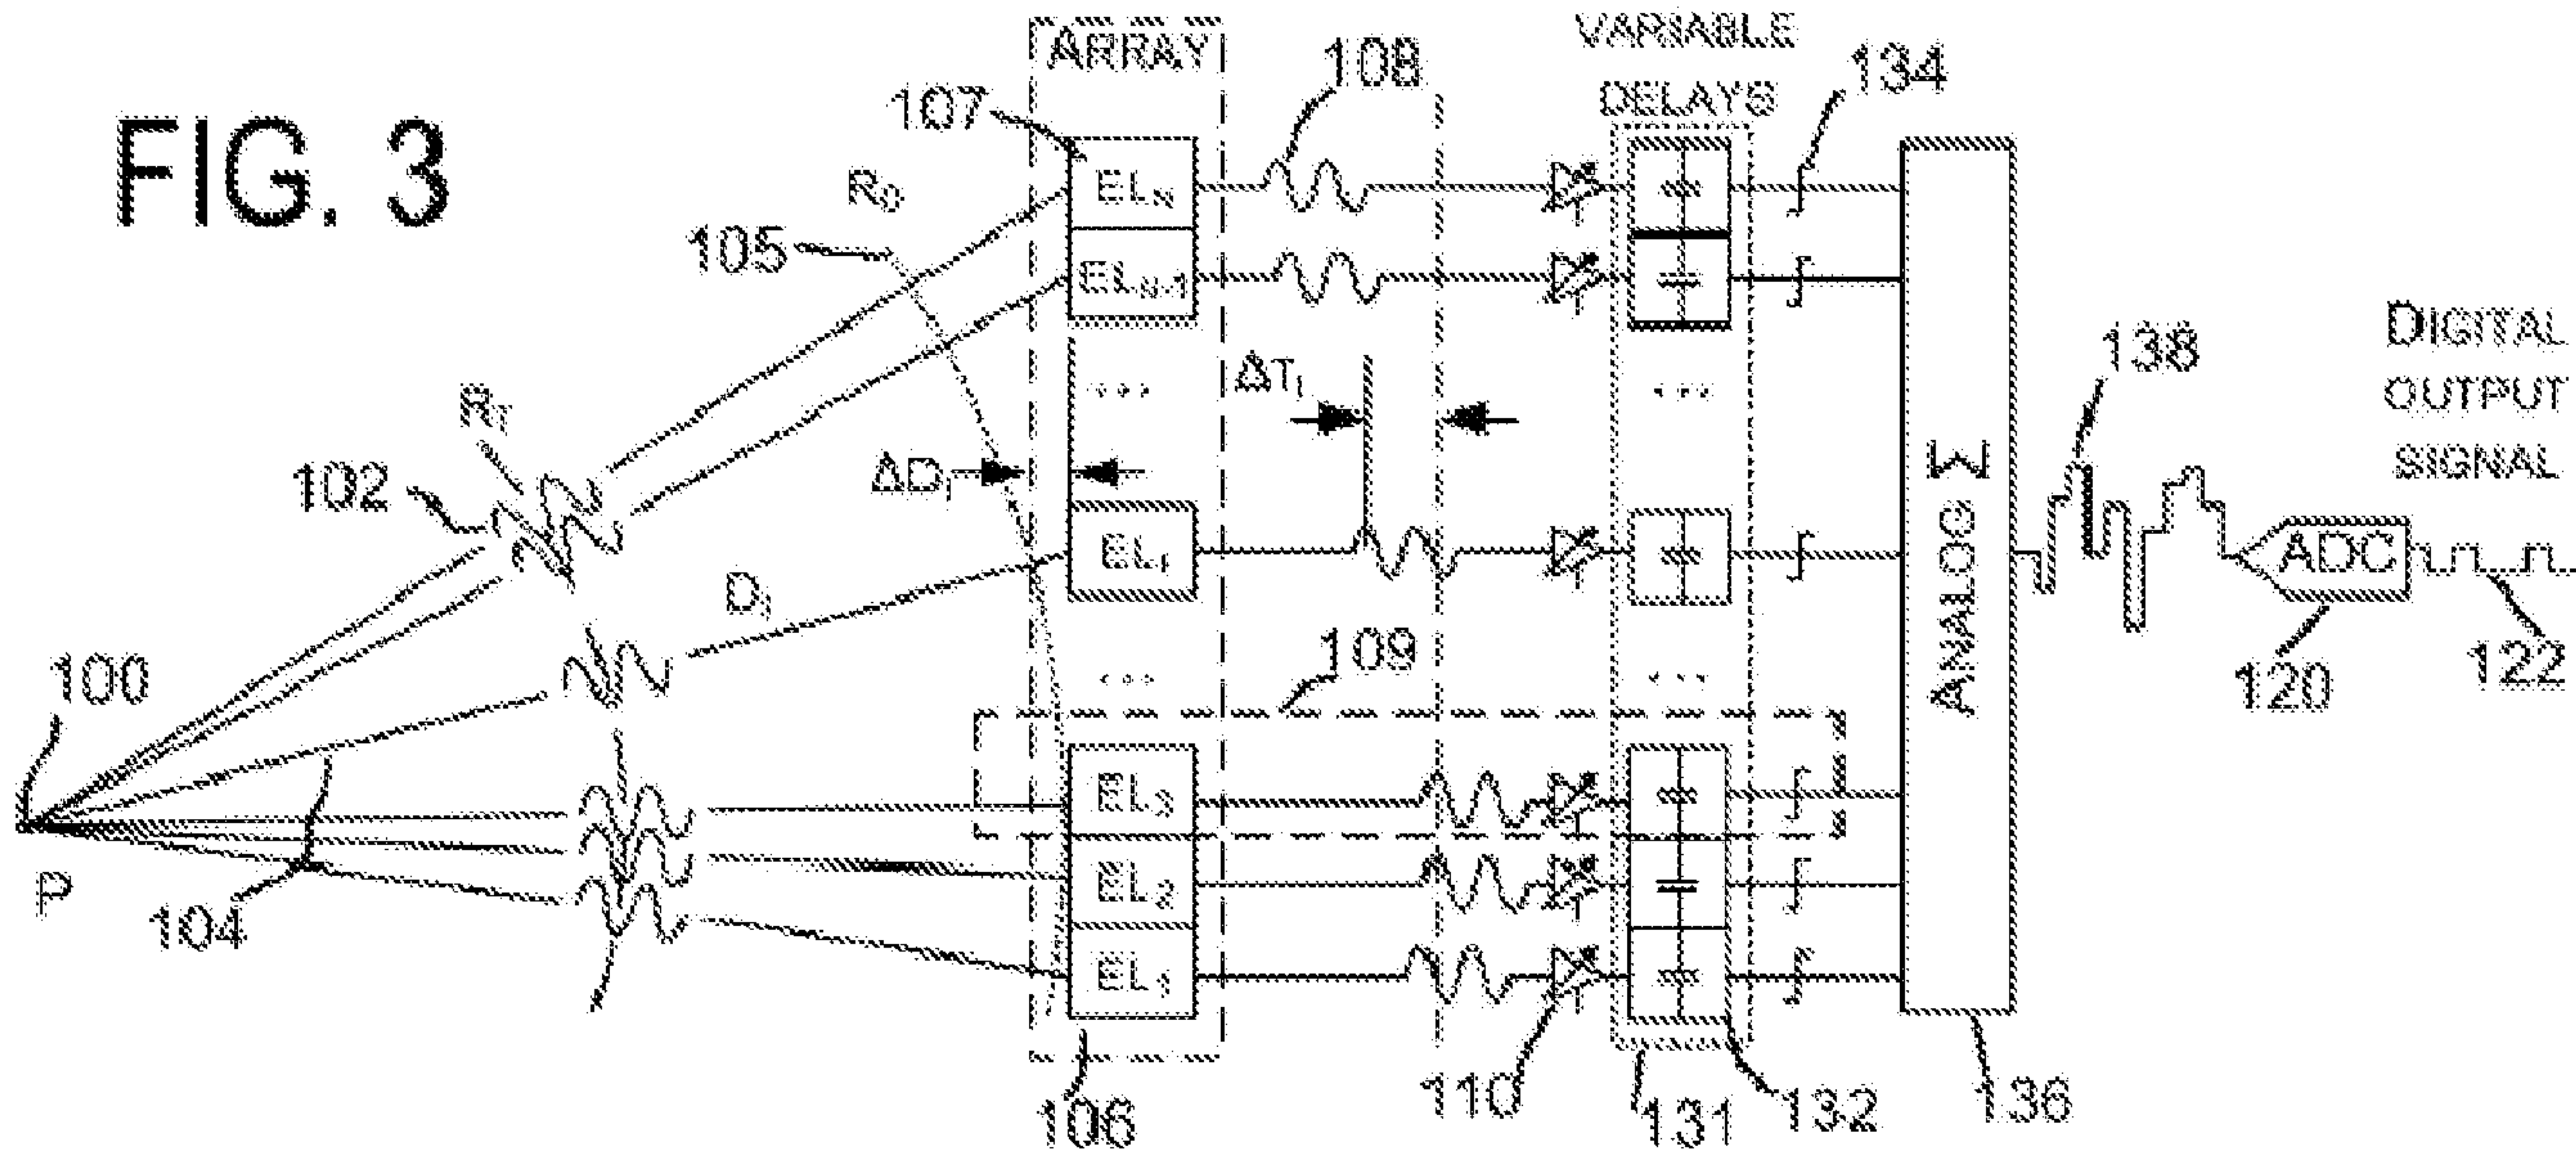 FIG. 3
ARRAY
VARIABLE
DELAYS
107
108
134
105
R0
ELN
ELN-1
138
DIGITAL
OUTPUT
SIGNAL
RT
102
...
ΔTI
...
ΔDI
ELI
DI
ANALOG Σ
ADC
120
122
109
...
...
100
P
104
EL3
EL2
EL1
106
110
131
132
136